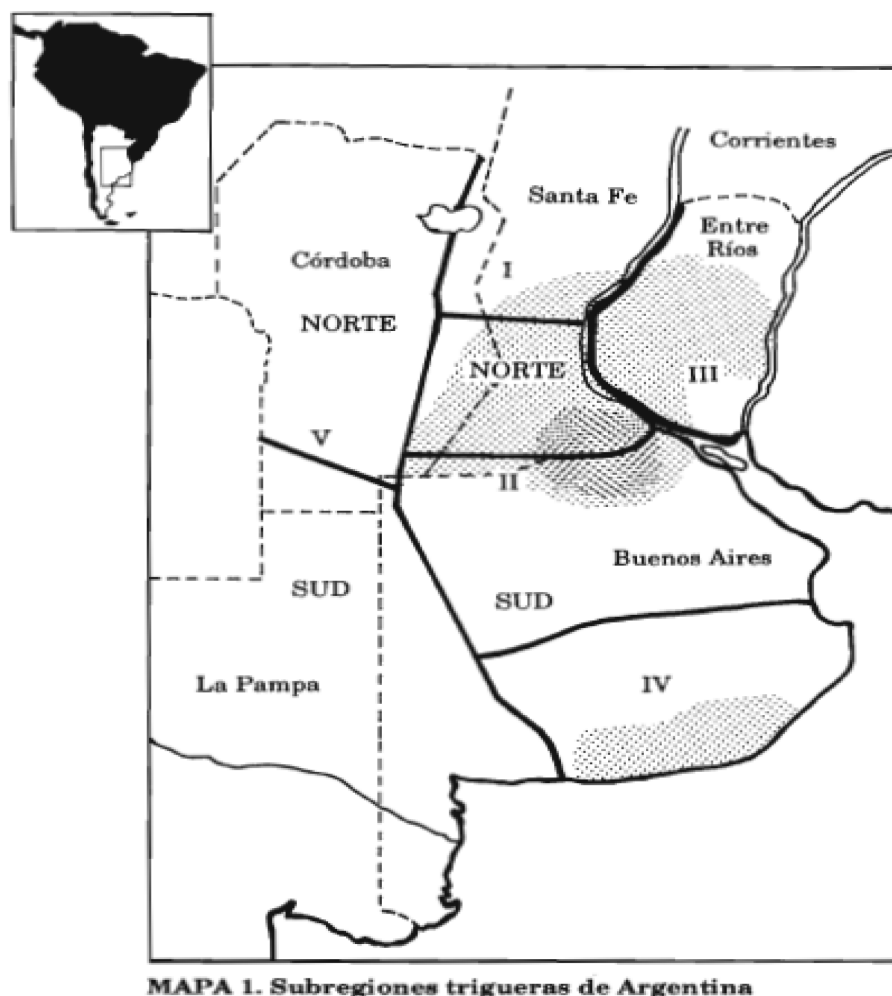 Corrientes
Santa Fe
Entre
Ríos
Córdoba
I
NORTE
NORTE
III
V
II
Buenos Aires
SUD
SUD
La Pampa
IV
MAPA 1. Subregiones trigueras de Argentina